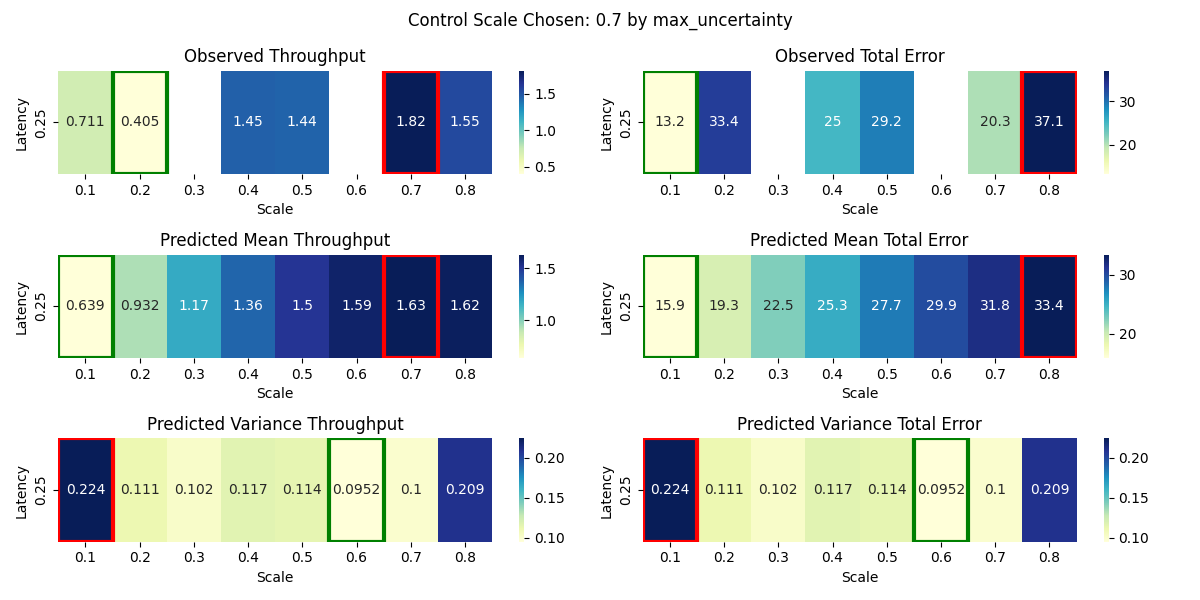 Control Scale Chosen: 0.7 by max_uncertainty
Observed Throughput
Latency
0.25
0.711 0.405 1.45 1.44 1.82 1.55
0.1 0.2 0.3 0.4 0.5 0.6 0.7 0.8
Scale
1.5
1.0
0.5
Observed Total Error
Latency
0.25
13.2 33.4 25 29.2 20.3 37.1
0.1 0.2 0.3 0.4 0.5 0.6 0.7 0.8
Scale
30
20
Predicted Mean Throughput
Latency
0.25
0.639 0.932 1.17 1.36 1.5 1.59 1.63 1.62
0.1 0.2 0.3 0.4 0.5 0.6 0.7 0.8
Scale
1.5
1.0
Predicted Mean Total Error
Latency
0.25
15.9 19.3 22.5 25.3 27.7 29.9 31.8 33.4
0.1 0.2 0.3 0.4 0.5 0.6 0.7 0.8
Scale
30
20
Predicted Variance Throughput
Latency
0.25
0.224 0.111 0.102 0.117 0.114 0.0952 0.1 0.209
0.1 0.2 0.3 0.4 0.5 0.6 0.7 0.8
Scale
0.20
0.15
0.10
Predicted Variance Total Error
Latency
0.25
0.224 0.111 0.102 0.117 0.114 0.0952 0.1 0.209
0.1 0.2 0.3 0.4 0.5 0.6 0.7 0.8
Scale
0.20
0.15
0.10